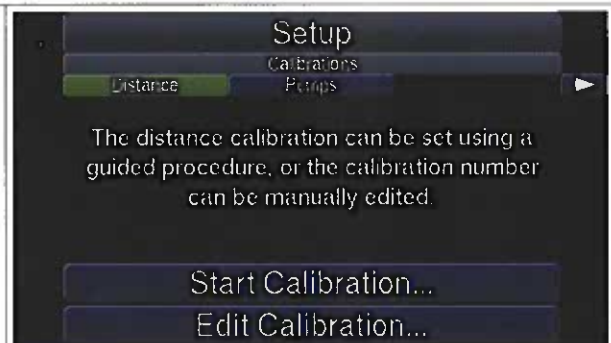 Setup
Calibrations
Distance Pumps
The distance calibration can be set using a
guided procedure, or the calibration number
can be manually edited.
Start Calibration...
Edit Calibration...